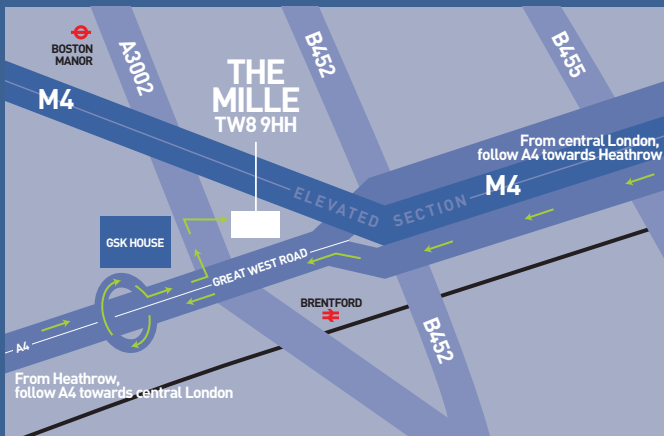 BOSTON
MANOR
A3002
B452
B455
THE
MILLE
TW8 9HH
M4
From central London,
follow A4 towards Heathrow
M4
ELEVATED SECTION
GSK HOUSE
GREAT WEST ROAD
BRENTFORD
B452
A4
From Heathrow,
follow A4 towards central London